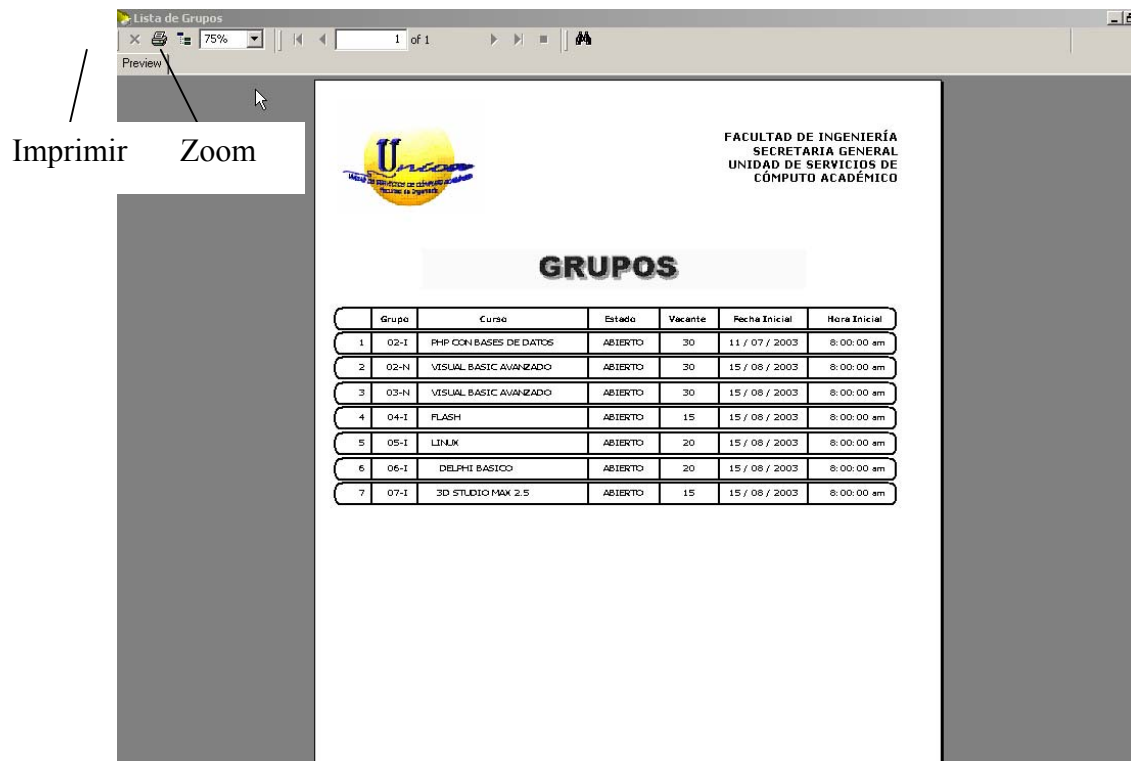 Lista de Grupos
75% 1 of 1
Preview
Imprimir Zoom
Unica
FACULTAD DE INGENIERÍA
SECRETARIA GENERAL
UNIDAD DE SERVICIOS DE
CÓMPUTO ACADÉMICO
GRUPOS
Grupo Curso Estado Vacante Fecha Inicial Hora Inicial
1 02-I PHP CON BASES DE DATOS ABIERTO 30 11 / 07 / 2003 8:00:00 am
2 02-N VISUAL BASIC AVANZADO ABIERTO 30 15 / 08 / 2003 8:00:00 am
3 03-N VISUAL BASIC AVANZADO ABIERTO 30 15 / 08 / 2003 8:00:00 am
4 04-I FLASH ABIERTO 15 15 / 08 / 2003 8:00:00 am
5 05-I LINUX ABIERTO 20 15 / 08 / 2003 8:00:00 am
6 06-I DELPHI BASICO ABIERTO 20 15 / 08 / 2003 8:00:00 am
7 07-I 3D STUDIO MAX 2.5 ABIERTO 15 15 / 08 / 2003 8:00:00 am